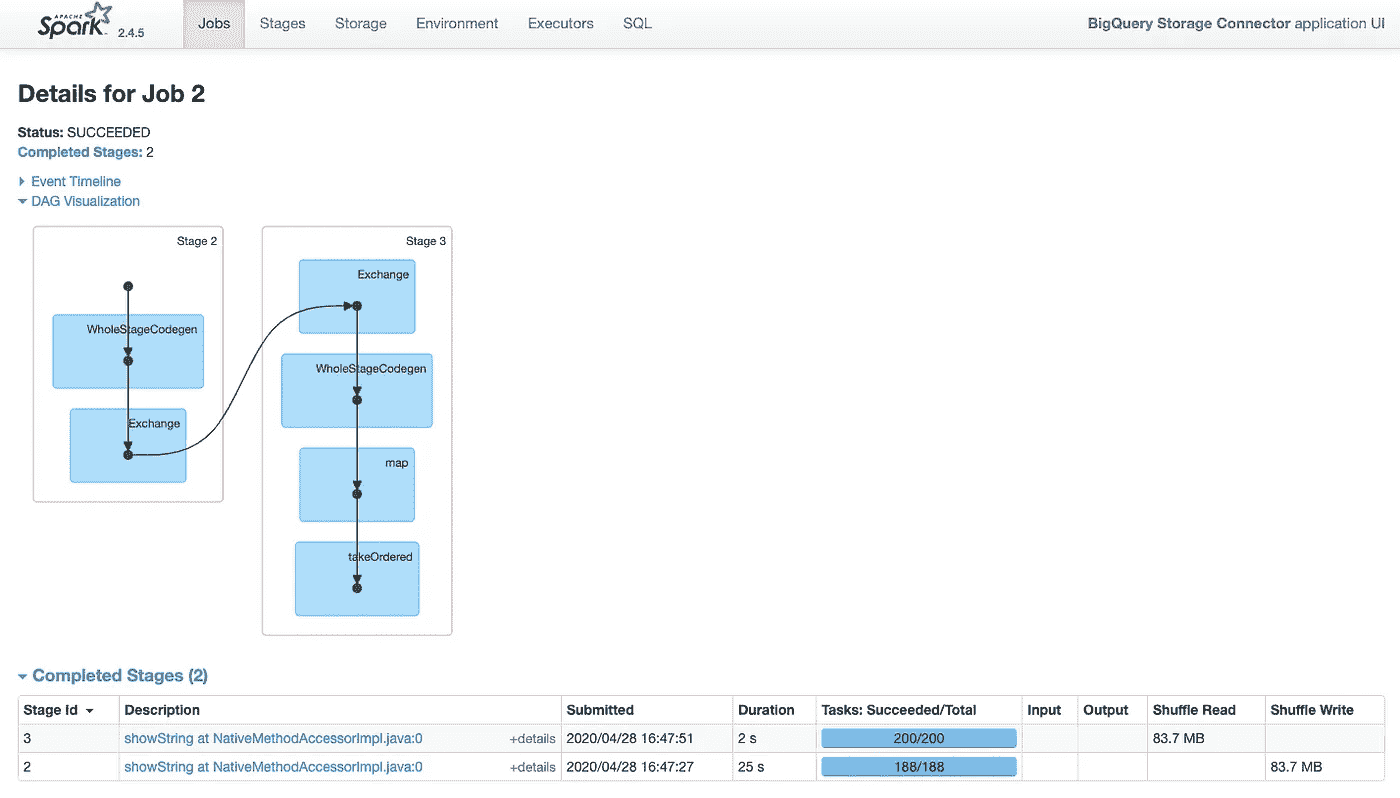 APACHE
Spark 2.4.5 Jobs Stages Storage Environment Executors SQL BigQuery Storage Connector application UI
Details for Job 2
Status: SUCCEEDED
Completed Stages: 2
Event Timeline
DAG Visualization
Stage 2
WholeStageCodegen
Exchange
Stage 3
Exchange
WholeStageCodegen
map
takeOrdered
Completed Stages (2)
Stage Id Description Submitted Duration Tasks: Succeeded/Total Input Output Shuffle Read Shuffle Write
3 showString at NativeMethodAccessorImpl.java:0 +details 2020/04/28 16:47:51 2 s 200/200 83.7 MB
2 showString at NativeMethodAccessorImpl.java:0 +details 2020/04/28 16:47:27 25 s 188/188 83.7 MB